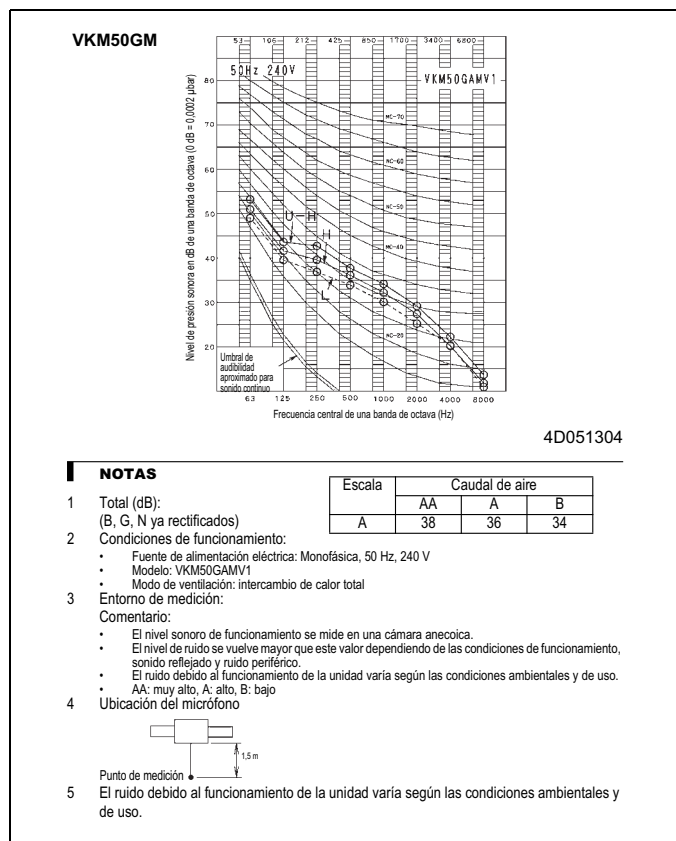 VKM50GM
53 106 212 425 850 1700 3400 6800
50Hz 240V
VKM50GAMV1
80
70
60
50
40
30
20
NC-70
NC-60
NC-50
NC-40
NC-20
U-H
H
L
Nivel de presión sonora en dB de una banda de octava (0 dB = 0,0002 µbar)
Umbral de
audibilidad
aproximado para
sonido continuo
63 125 250 500 1000 2000 4000 8000
Frecuencia central de una banda de octava (Hz)
4D051304
NOTAS
1 Total (dB):
(B, G, N ya rectificados)
Escala Caudal de aire
AA A B
A 38 36 34
2 Condiciones de funcionamiento:
• Fuente de alimentación eléctrica: Monofásica, 50 Hz, 240 V
• Modelo: VKM50GAMV1
• Modo de ventilación: intercambio de calor total
3 Entorno de medición:
Comentario:
• El nivel sonoro de funcionamiento se mide en una cámara anecoica.
• El nivel de ruido se vuelve mayor que este valor dependiendo de las condiciones de funcionamiento,
sonido reflejado y ruido periférico.
• El ruido debido al funcionamiento de la unidad varía según las condiciones ambientales y de uso.
• AA: muy alto, A: alto, B: bajo
4 Ubicación del micrófono
1,5 m
Punto de medición
5 El ruido debido al funcionamiento de la unidad varía según las condiciones ambientales y
de uso.